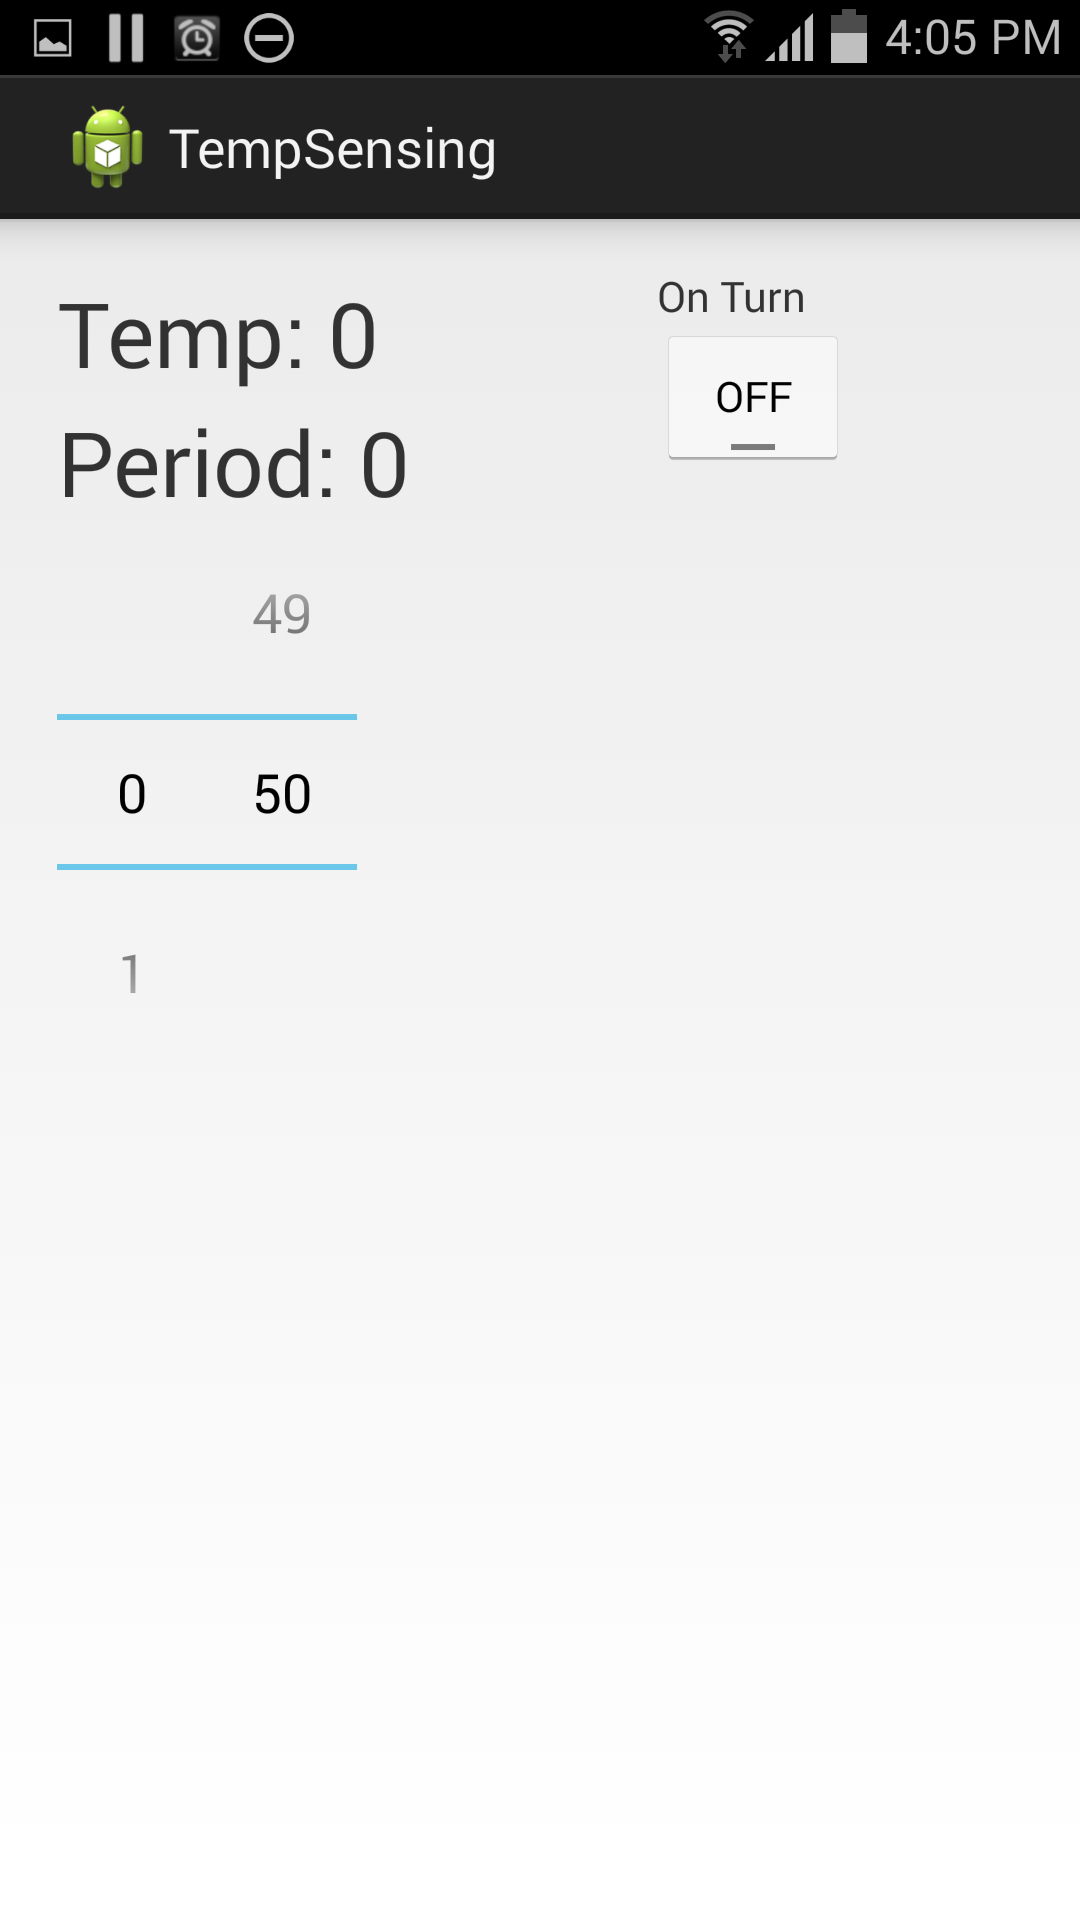 4:05 PM
TempSensing
Temp: 0
On Turn
OFF
Period: 0
49
0 50
1